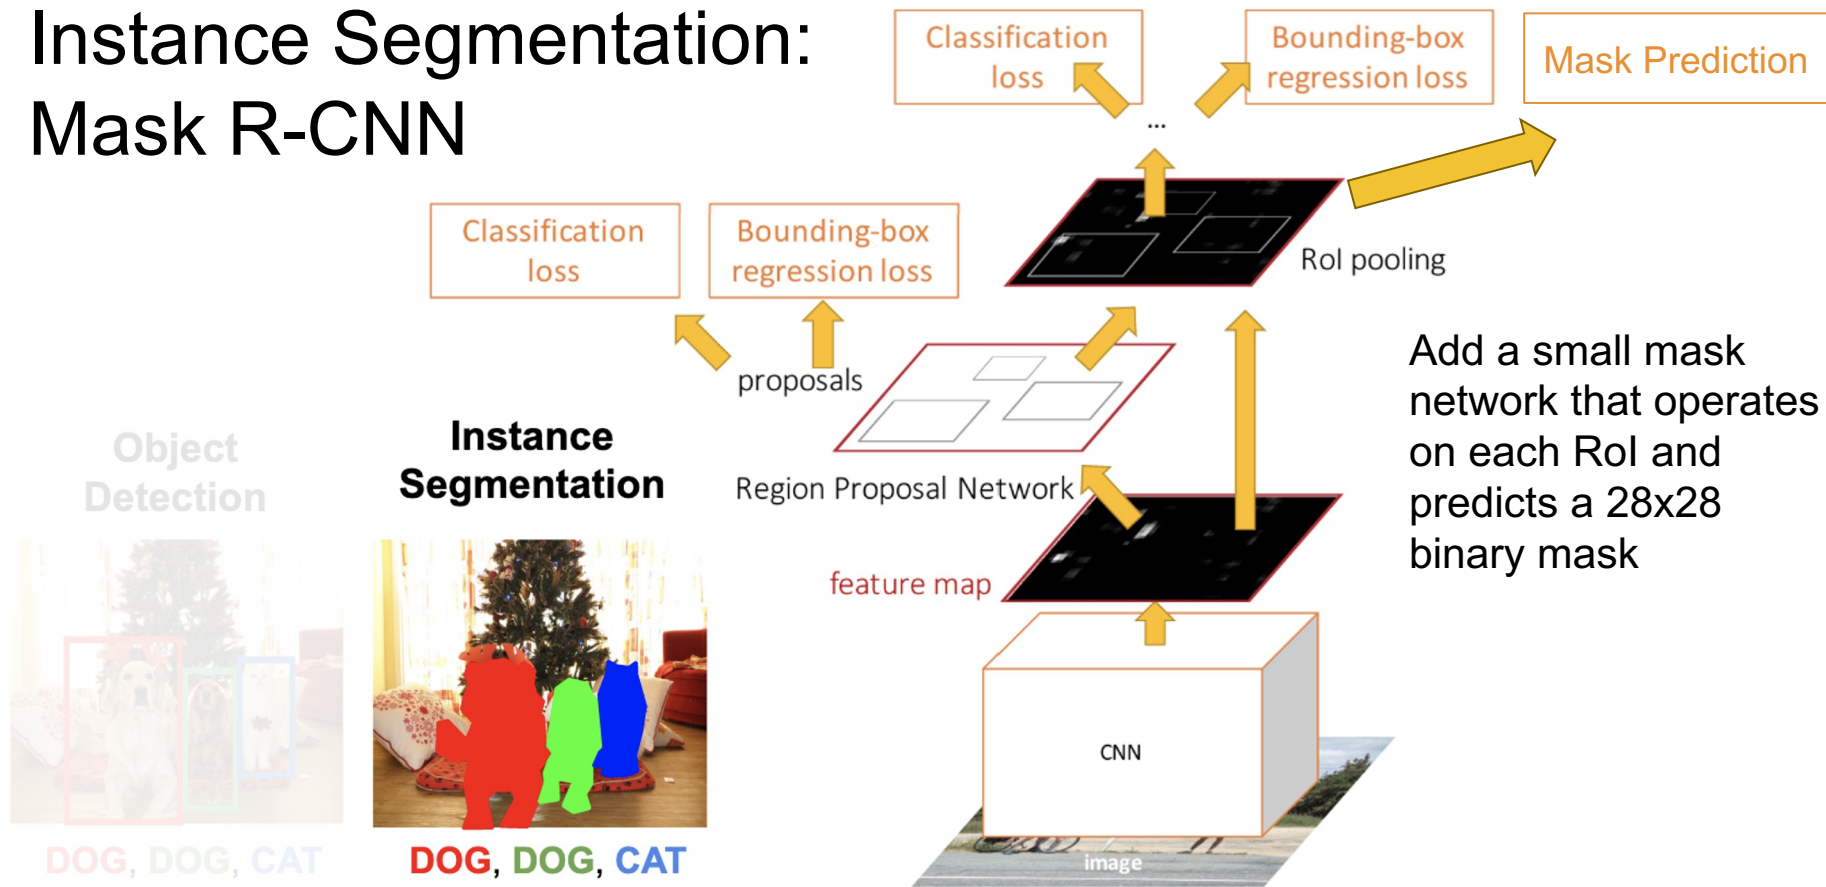 Instance Segmentation:
Mask R-CNN
Classification
loss
Bounding-box
regression loss
Mask Prediction
...
Classification
loss
Bounding-box
regression loss
RoI pooling
proposals
Add a small mask
network that operates
on each RoI and
predicts a 28x28
binary mask
Object
Detection
Instance
Segmentation
Region Proposal Network
feature map
CNN
image
DOG, DOG, CAT
DOG, DOG, CAT